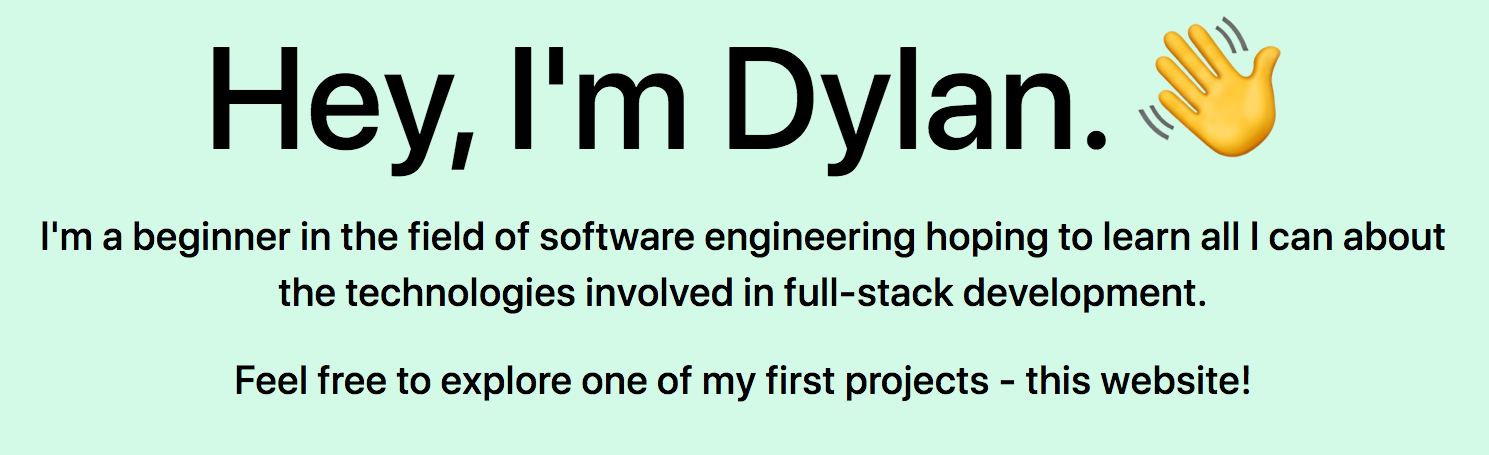 Hey, I'm Dylan. 👋
I'm a beginner in the field of software engineering hoping to learn all I can about
the technologies involved in full-stack development.
Feel free to explore one of my first projects - this website!